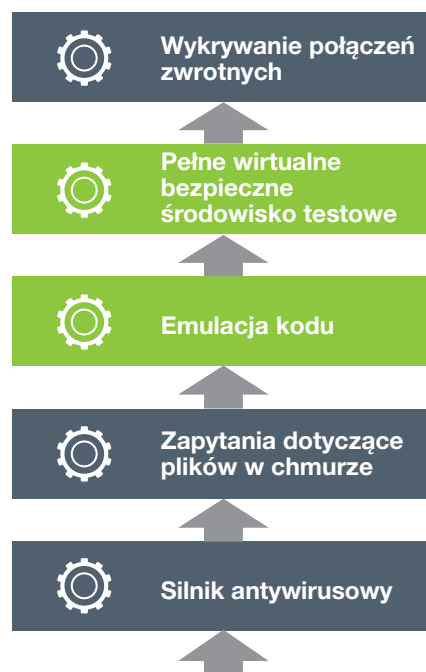 Wykrywanie połączeń
zwrotnych
Pełne wirtualne
bezpieczne
środowisko testowe
Emulacja kodu
Zapytania dotyczące
plików w chmurze
Silnik antywirusowy